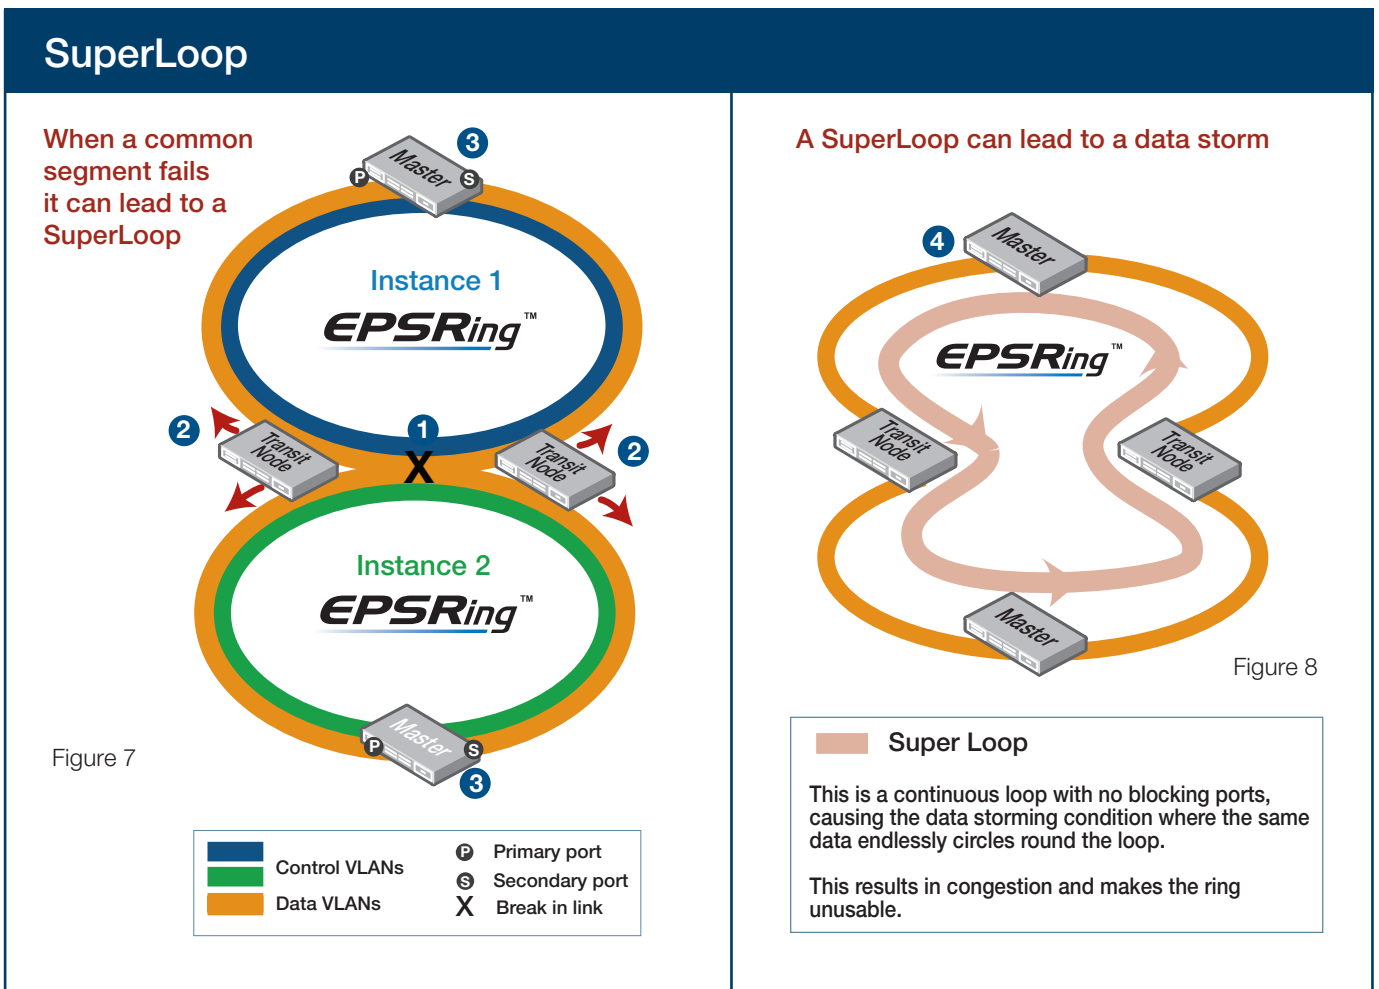 SuperLoop
When a common
segment fails
it can lead to a
SuperLoop
3
Master
P
S
Instance 1
EPSRing™
2
1
2
X
Transit
Node
Transit
Node
Instance 2
EPSRing™
Master
P
S
3
Figure 7
Control VLANs
Data VLANs
P Primary port
S Secondary port
X Break in link
A SuperLoop can lead to a data storm
4
Master
EPSRing™
Transit
Node
Transit
Node
Master
Figure 8
Super Loop
This is a continuous loop with no blocking ports,
causing the data storming condition where the same
data endlessly circles round the loop.
This results in congestion and makes the ring
unusable.